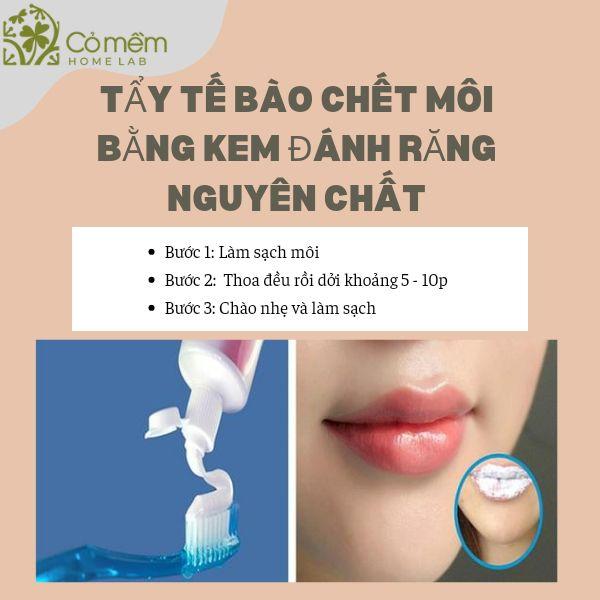 Cỏ mềm
HOME LAB
TẨY TẾ BÀO CHẾT MÔI
BẰNG KEM ĐÁNH RĂNG
NGUYÊN CHẤT
• Bước 1: Làm sạch môi
• Bước 2: Thoa đều rồi dởi khoảng 5 - 10p
• Bước 3: Chào nhẹ và làm sạch